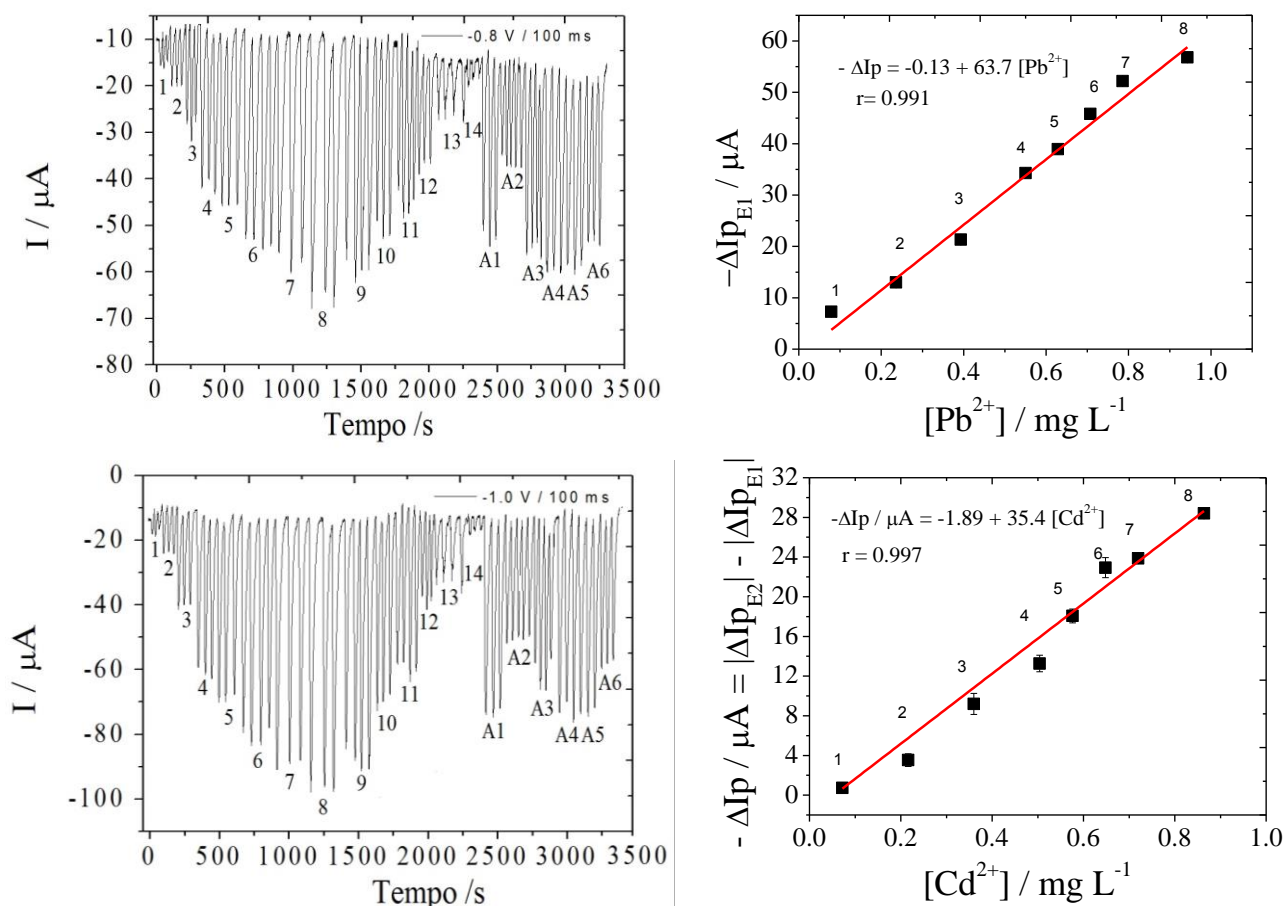 -0.8 V / 100 ms
I / µA
-10
-20
-30
-40
-50
-60
-70
-80
1
2
3
4
5
6
7
8
9
10
11
12
13
14
A1
A2
A3
A4
A5
A6
0 500 1000 1500 2000 2500 3000 3500
Tempo /s
- ΔIp = -0.13 + 63.7 [Pb²⁺]
r= 0.991
−ΔIp_E1 / µA
60
50
40
30
20
10
0
1
2
3
4
5
6
7
8
0.0 0.2 0.4 0.6 0.8 1.0
[Pb²⁺] / mg L⁻¹
-1.0 V / 100 ms
I / µA
0
-20
-40
-60
-80
-100
1
2
3
4
5
6
7
8
9
10
11
12
13
14
A1
A2
A3
A4
A5
A6
0 500 1000 1500 2000 2500 3000 3500
Tempo /s
-ΔIp / µA = -1.89 + 35.4 [Cd²⁺]
r = 0.997
- ΔIp / µA = |ΔIp_E2| - |ΔIp_E1|
32
28
24
20
16
12
8
4
0
1
2
3
4
5
6
7
8
0.0 0.2 0.4 0.6 0.8 1.0
[Cd²⁺] / mg L⁻¹